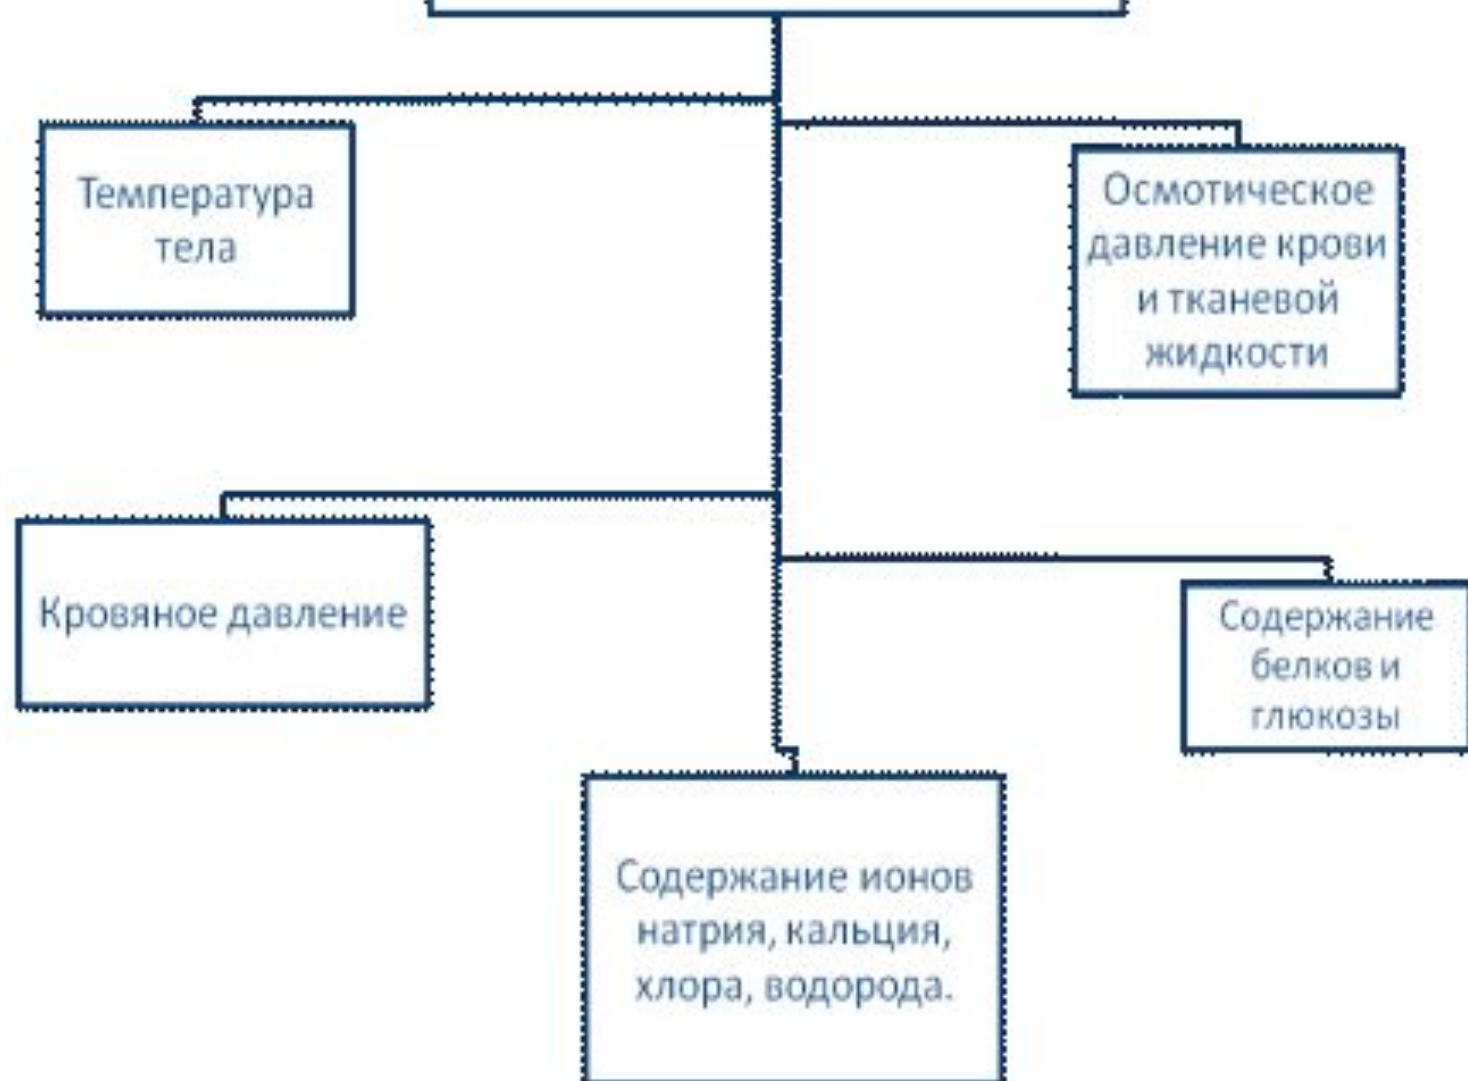 Температура
тела
Осмотическое
давление крови
и тканевой
жидкости
Кровяное давление
Содержание
белков и
глюкозы
Содержание ионов
натрия, кальция,
хлора, водорода.